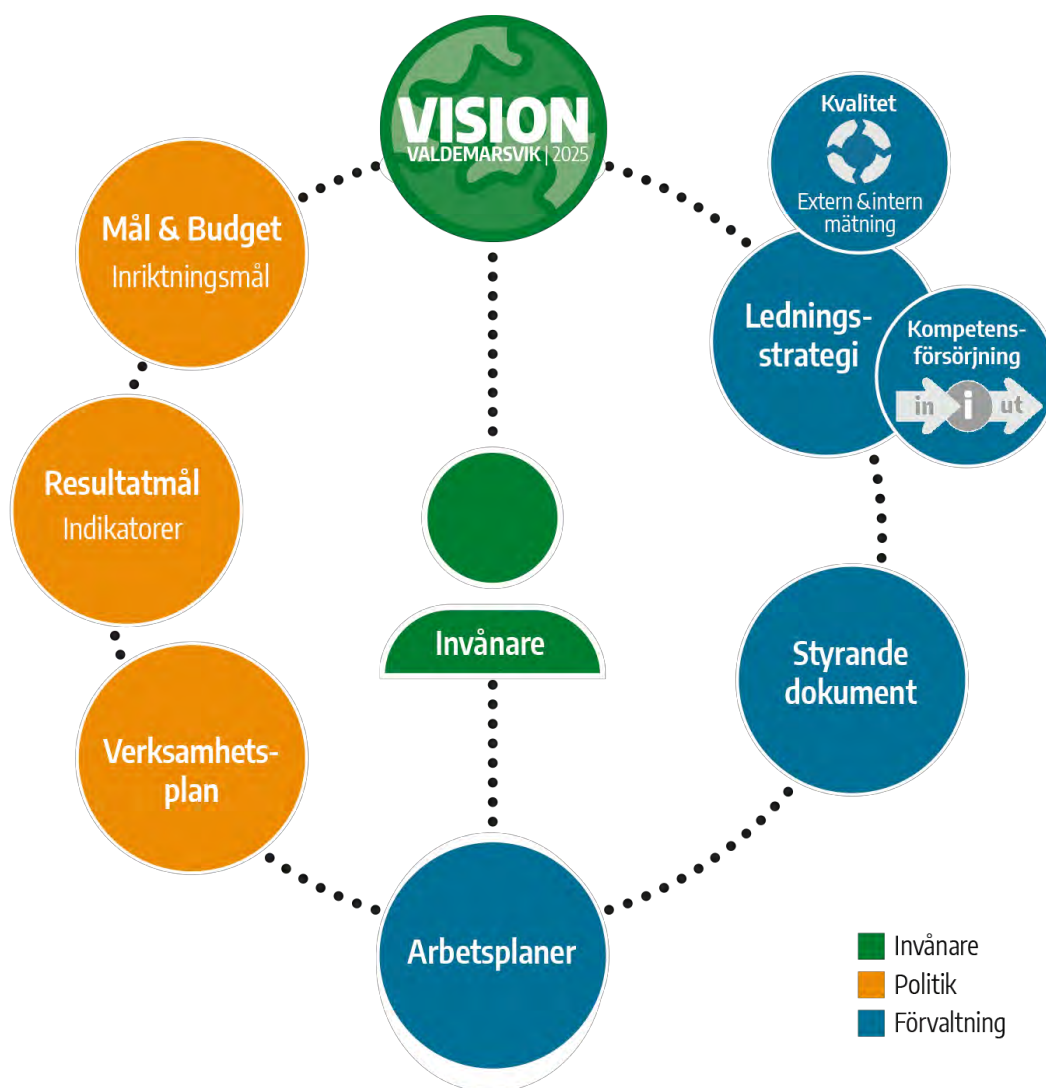 VISION
VALDEMARSVIK | 2025
Kvalitet
Extern & intern
mätning
Mål & Budget
Inriktningsmål
Lednings-
strategi
Kompetens-
försörjning
in i ut
Resultatmål
Indikatorer
Invånare
Styrande
dokument
Verksamhets-
plan
Arbetsplaner
Invånare
Politik
Förvaltning